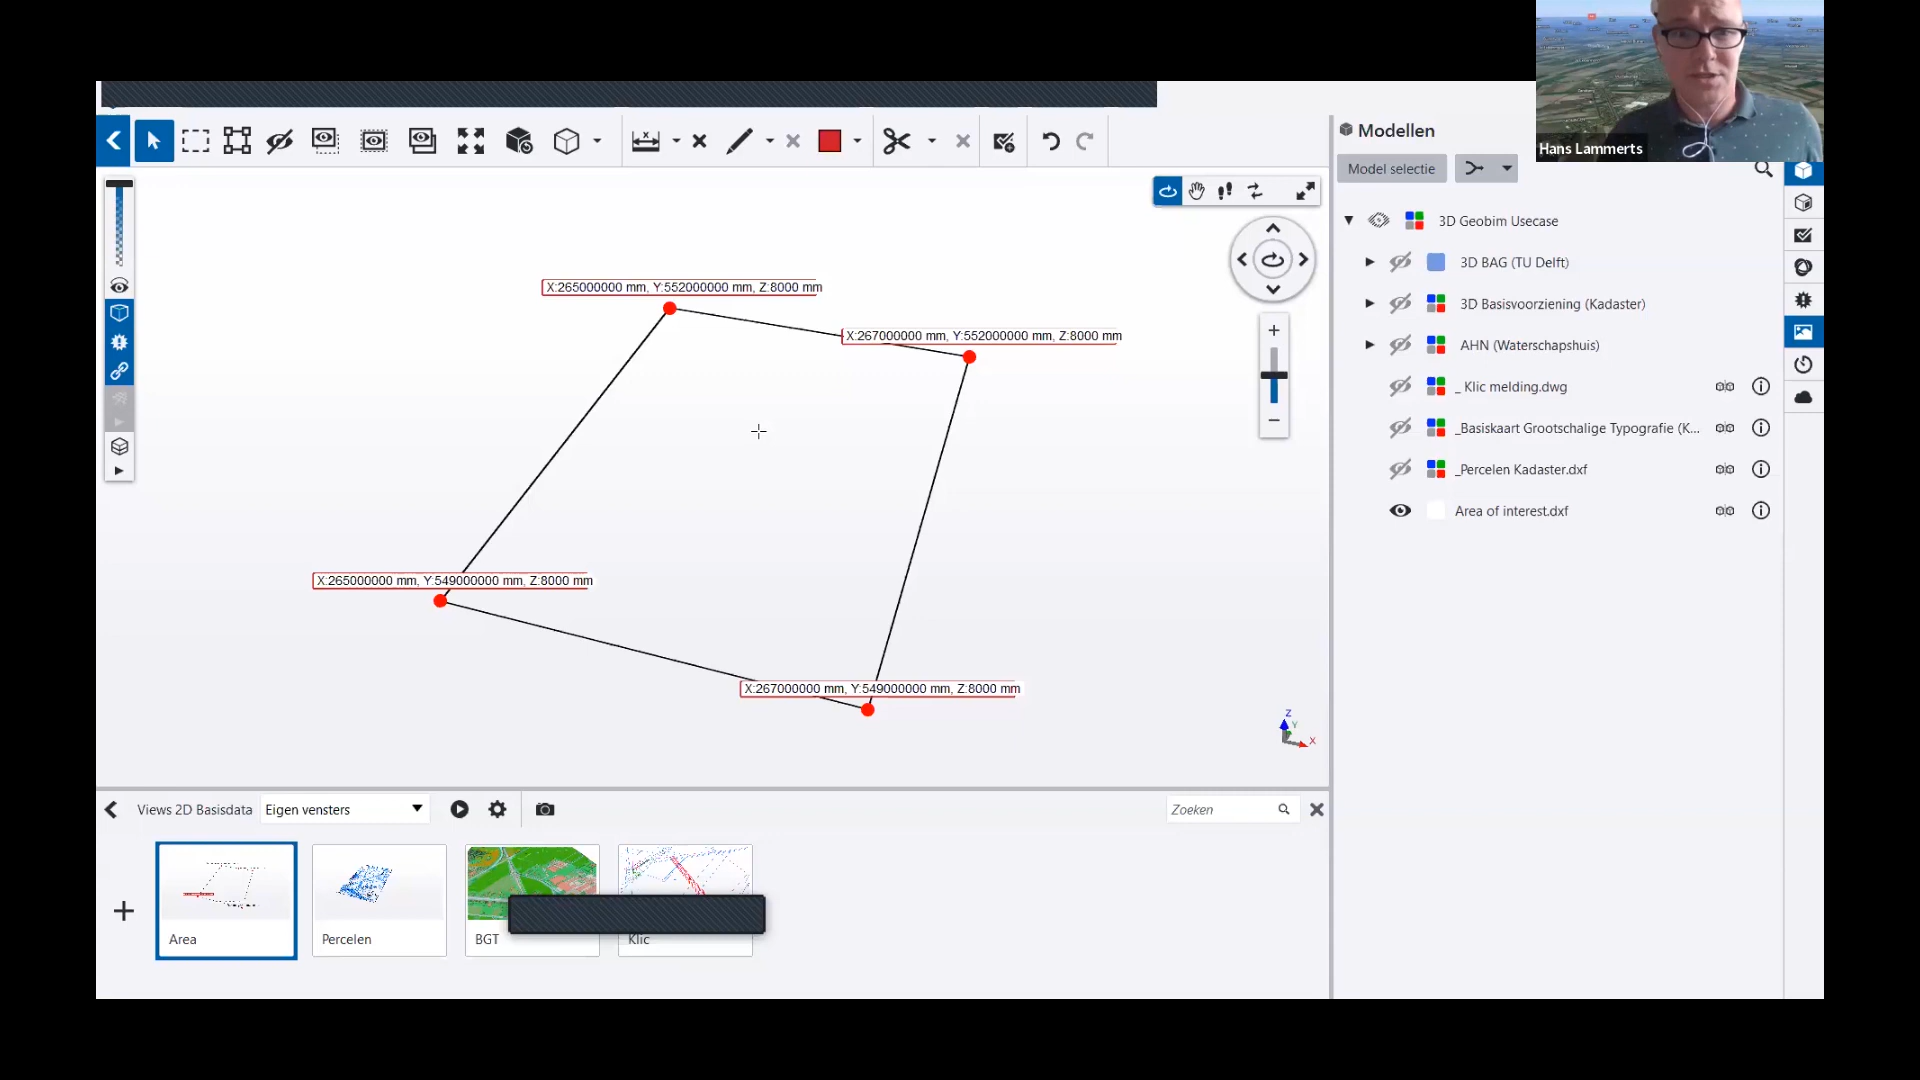 Hans Lammerts
Modellen
Model selectie
3D Geobim Usecase
3D BAG (TU Delft)
3D Basisvoorziening (Kadaster)
AHN (Waterschapshuis)
_ Klic melding.dwg
_Basiskaart Grootschalige Typografie (K...
_Percelen Kadaster.dxf
Area of interest.dxf
X:265000000 mm, Y:552000000 mm, Z:8000 mm
X:267000000 mm, Y:552000000 mm, Z:8000 mm
X:265000000 mm, Y:549000000 mm, Z:8000 mm
X:267000000 mm, Y:549000000 mm, Z:8000 mm
Z
Y
X
Views 2D Basisdata
Eigen vensters
Zoeken
Area
Percelen
BGT
Klic